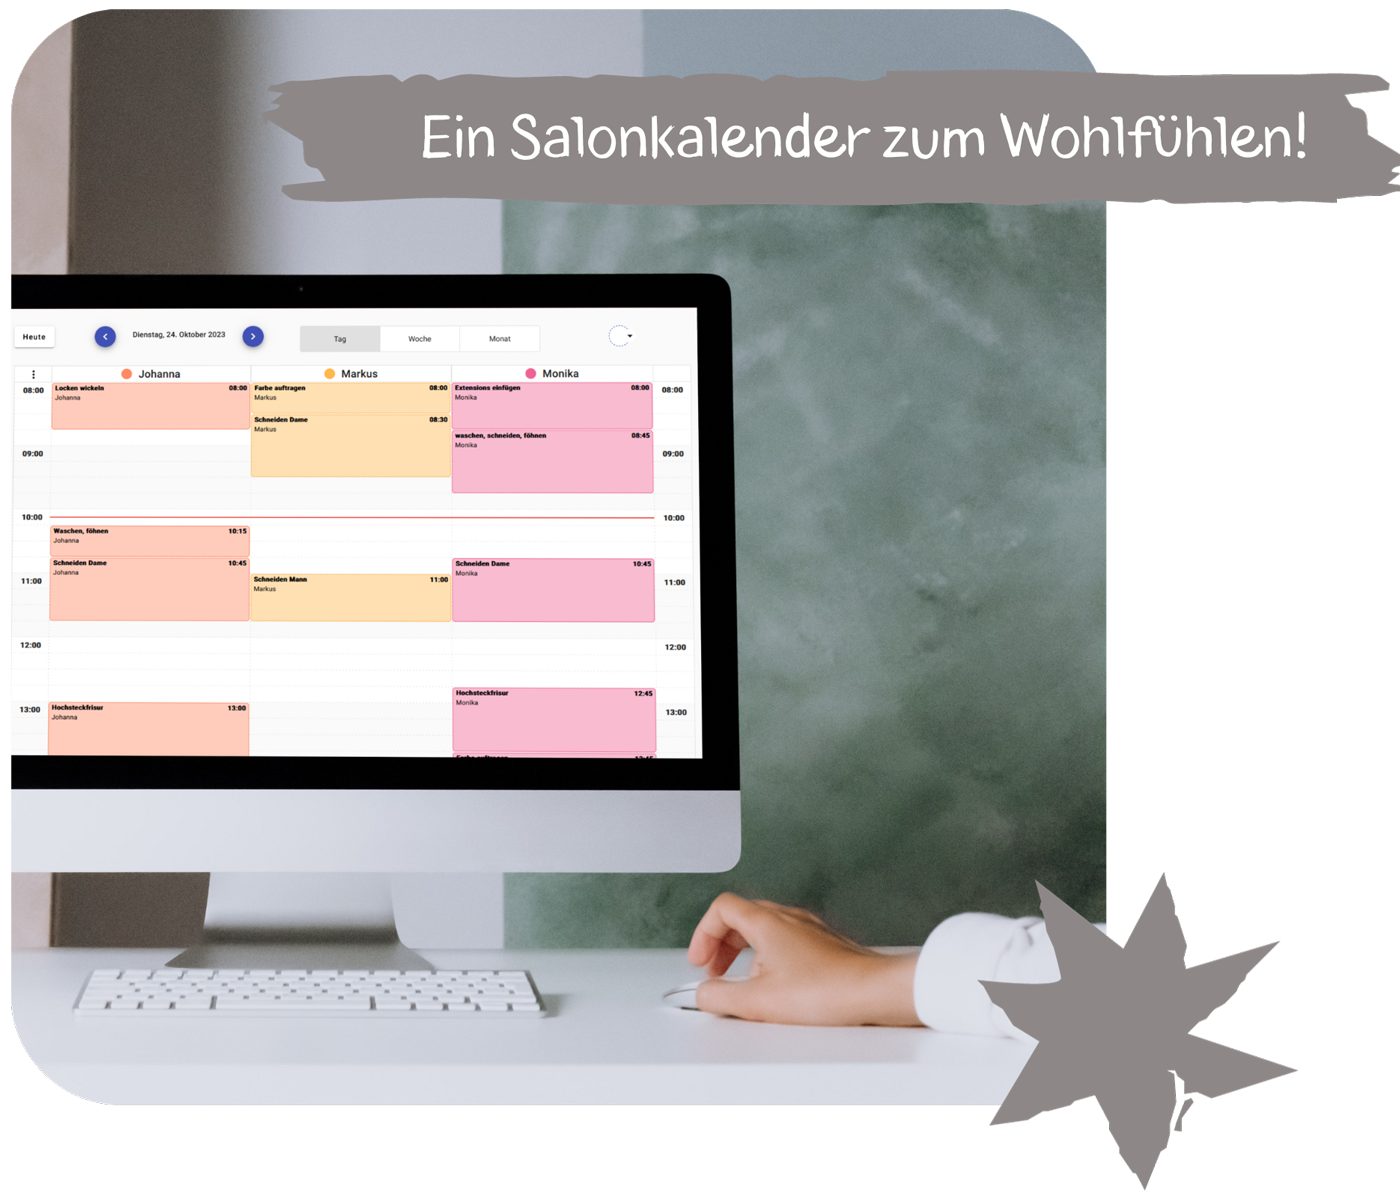 Ein Salonkalender zum Wohlfühlen!
Heute
Dienstag, 24. Oktober 2023
Tag Woche Monat
Johanna Markus Monika
08:00 Locken wickeln 08:00 Farbe auftragen 08:00 Extensions einfügen 08:00 08:00
Johanna Markus Monika
Schneiden Dame 08:30
Markus
waschen, schneiden, föhnen 08:45
Monika
09:00 09:00
10:00 10:00
Waschen, föhnen 10:15
Johanna
Schneiden Dame 10:45 Schneiden Dame 10:45
Johanna Monika
11:00 Schneiden Mann 11:00 11:00
Markus
12:00 12:00
Hochsteckfrisur 12:45
Monika
13:00 Hochsteckfrisur 13:00 13:00
Johanna